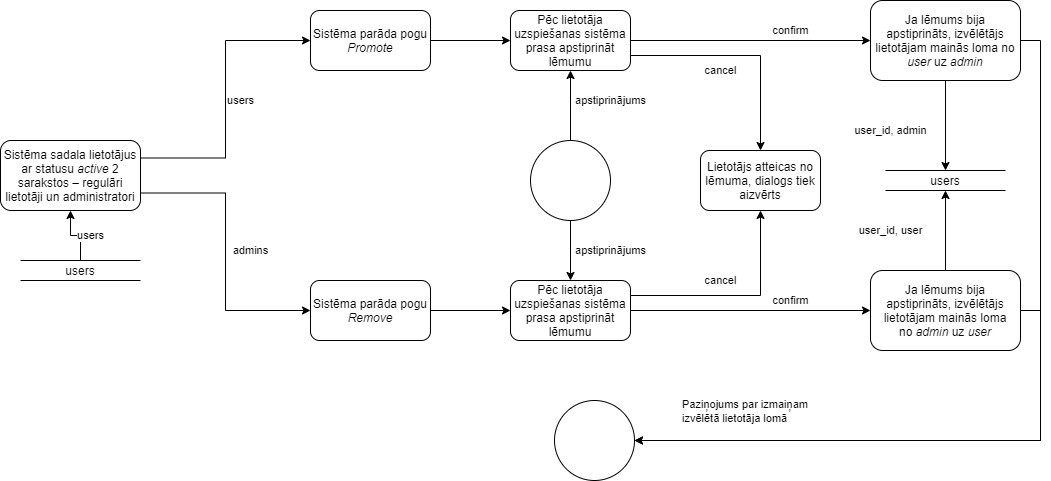 Sistēma parāda pogu
Promote
Pēc lietotāja
uzspiešanas sistēma
prasa apstiprināt
lēmumu
confirm
cancel
Ja lēmums bija
apstiprināts, izvēlētājs
lietotājam mainās loma no
user uz admin
users
apstiprinājums
user_id, admin
Sistēma sadala lietotājus
ar statusu active 2
sarakstos – regulāri
lietotāji un administratori
Lietotājs atteicas no
lēmuma, dialogs tiek
aizvērts
users
users
users
admins
apstiprinājums
user_id, user
cancel
Sistēma parāda pogu
Remove
Pēc lietotāja
uzspiešanas sistēma
prasa apstiprināt
lēmumu
confirm
Ja lēmums bija
apstiprināts, izvēlētājs
lietotājam mainās loma
no admin uz user
Paziņojums par izmaiņam
izvēlētā lietotāja lomā